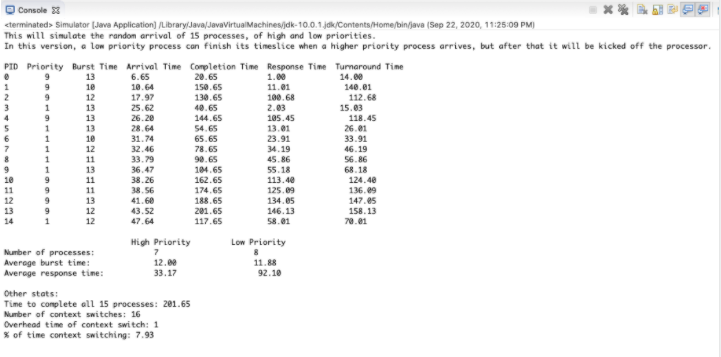 Console
<terminated> Simulator [Java Application] /Library/Java/JavaVirtualMachines/jdk-10.0.1.jdk/Contents/Home/bin/java (Sep 22, 2020, 11:25:09 PM)
This will simulate the random arrival of 15 processes, of high and low priorities.
In this version, a low priority process can finish its timeslice when a higher priority process arrives, but after that it will be kicked off the processor.
PID Priority Burst Time Arrival Time Completion Time Response Time Turnaround Time
0 9 13 6.65 20.65 1.00 14.00
1 9 10 10.64 150.65 11.01 140.01
2 9 12 17.97 130.65 100.68 112.68
3 1 13 25.62 40.65 2.03 15.03
4 9 13 26.20 144.65 105.45 118.45
5 1 13 28.64 54.65 13.01 26.01
6 1 10 31.74 65.65 23.91 33.91
7 1 12 32.46 78.65 34.19 46.19
8 1 11 33.79 90.65 45.86 56.86
9 1 13 36.47 104.65 55.18 68.18
10 9 11 38.26 162.65 113.40 124.40
11 9 11 38.56 174.65 125.09 136.09
12 9 13 41.60 188.65 134.05 147.05
13 9 12 43.52 201.65 146.13 158.13
14 1 12 47.64 117.65 58.01 70.01
High Priority Low Priority
Number of processes: 7 8
Average burst time: 12.00 11.88
Average response time: 33.17 92.10
Other stats:
Time to complete all 15 processes: 201.65
Number of context switches: 16
Overhead time of context switch: 1
% of time context switching: 7.93